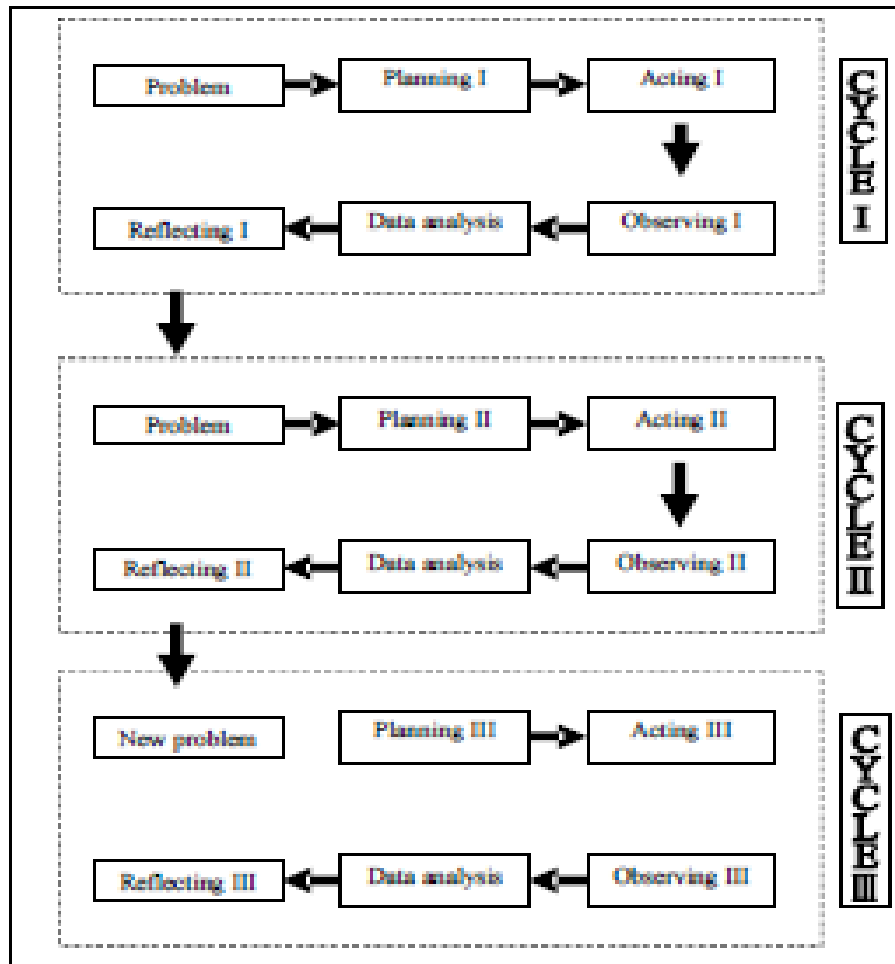 Problem
Planning I
Acting I
Reflecting I
Data analysis
Observing I
CYCLE I
Problem
Planning II
Acting II
Reflecting II
Data analysis
Observing II
CYCLE II
New problem
Planning III
Acting III
Reflecting III
Data analysis
Observing III
CYCLE III